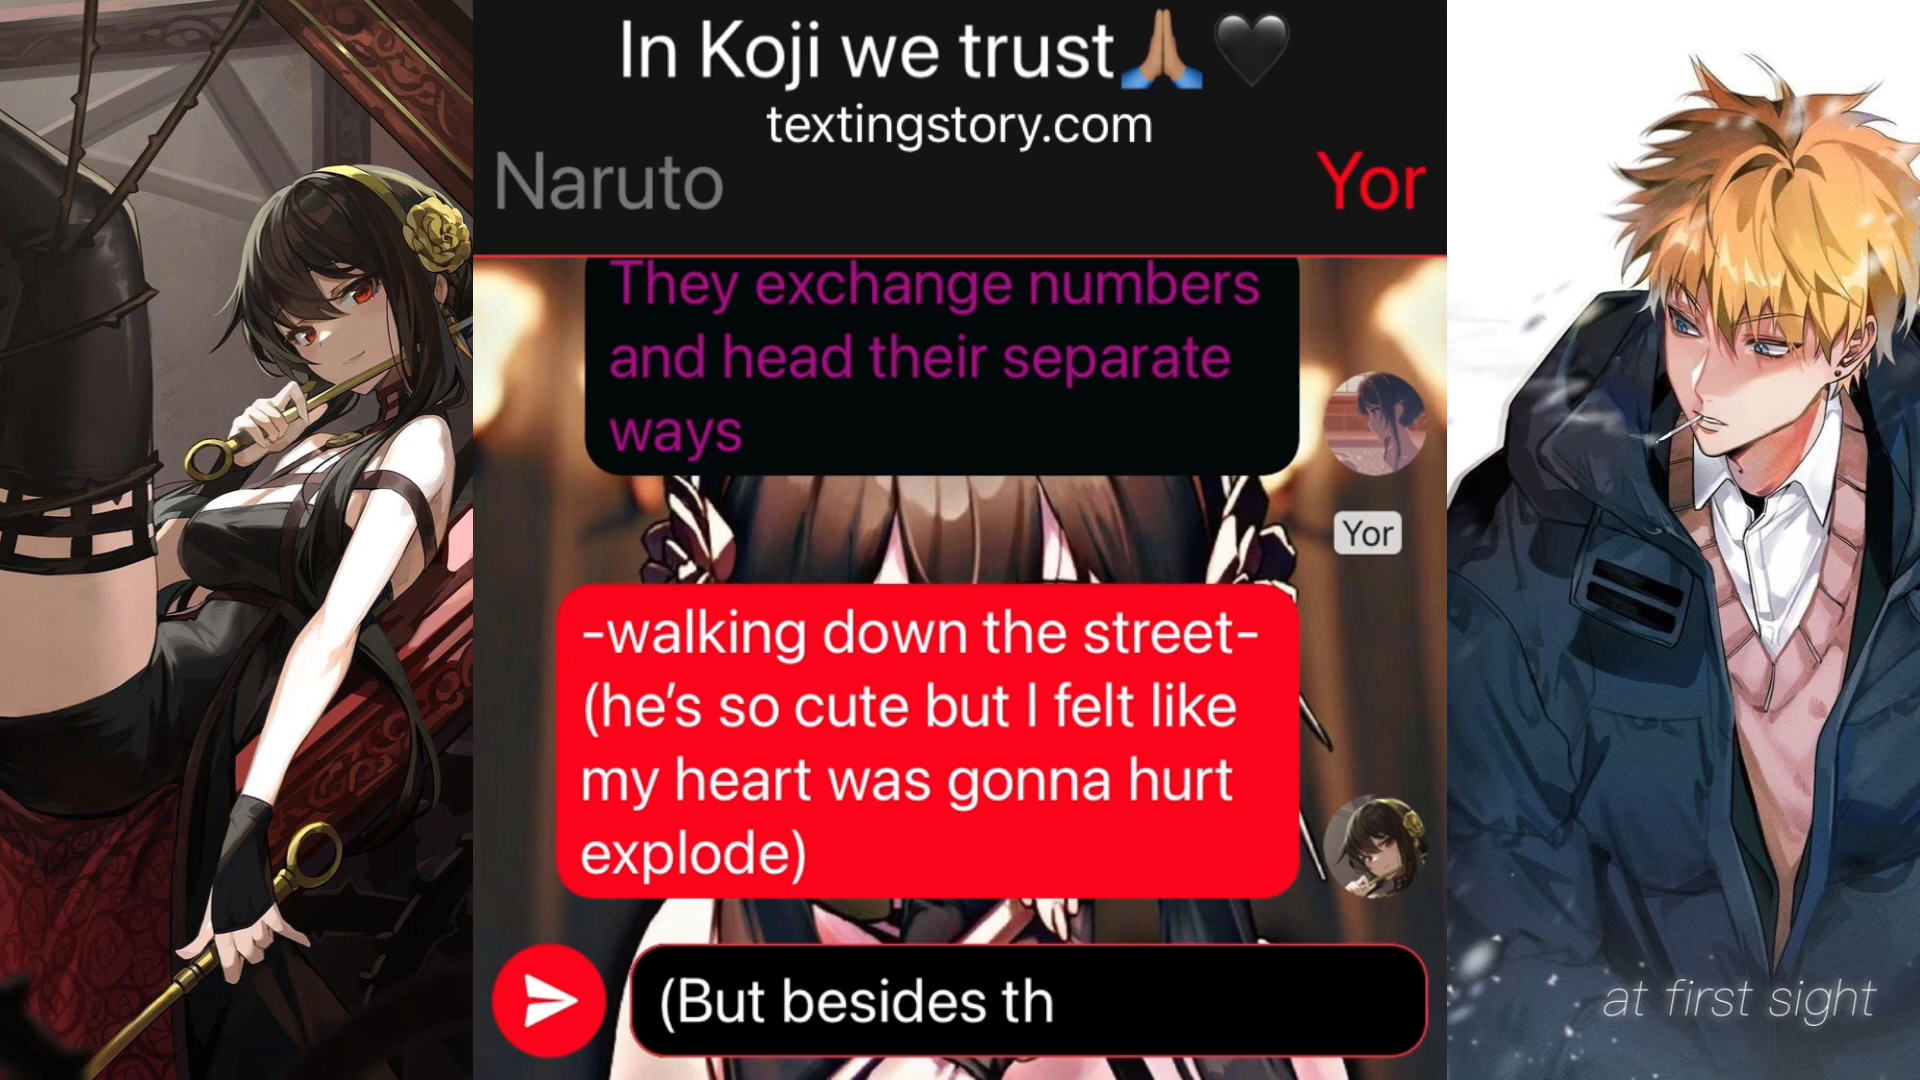 In Koji we trust🙏🏽🖤
textingstory.com
Naruto
Yor
They exchange numbers
and head their separate
ways
Yor
-walking down the street-
(he's so cute but I felt like
my heart was gonna hurt
explode)
(But besides th
at first sight